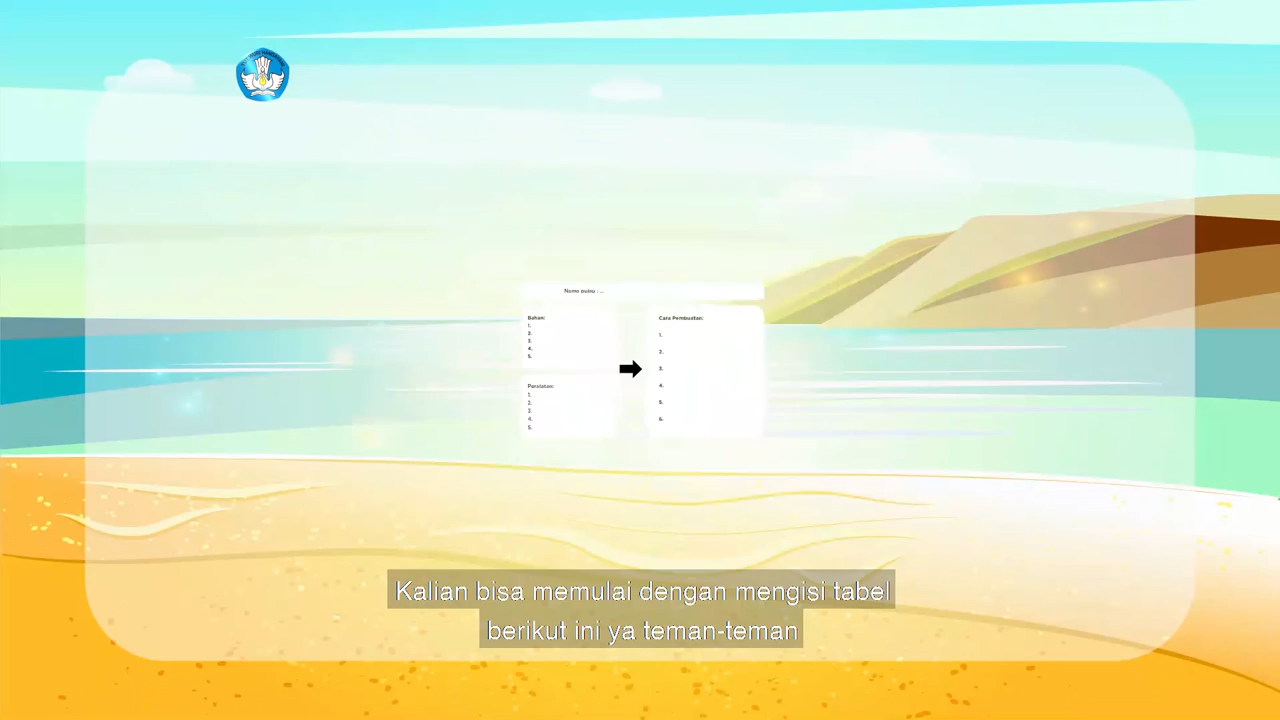 Nama pulau : ...
Bahan:
1.
2.
3.
4.
5.
Peralatan:
1.
2.
3.
4.
5.
Cara Pembuatan:
1.
2.
3.
4.
5.
6.
Kalian bisa memulai dengan mengisi tabel
berikut ini ya teman-teman